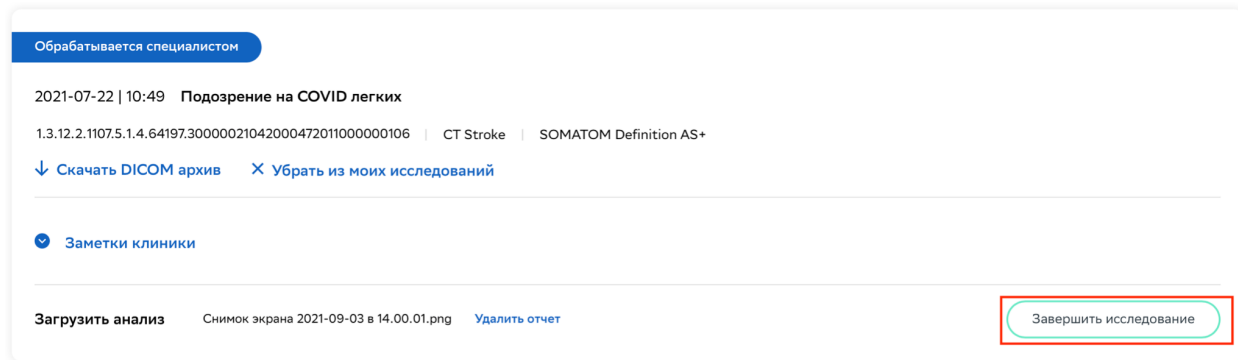 Обрабатывается специалистом
2021-07-22 | 10:49 Подозрение на COVID легких
1.3.12.2.1107.5.1.4.64197.30000021042000472011000000106 | CT Stroke | SOMATOM Definition AS+
Скачать DICOM архив Убрать из моих исследований
Заметки клиники
Загрузить анализ Снимок экрана 2021-09-03 в 14.00.01.png Удалить отчет Завершить исследование